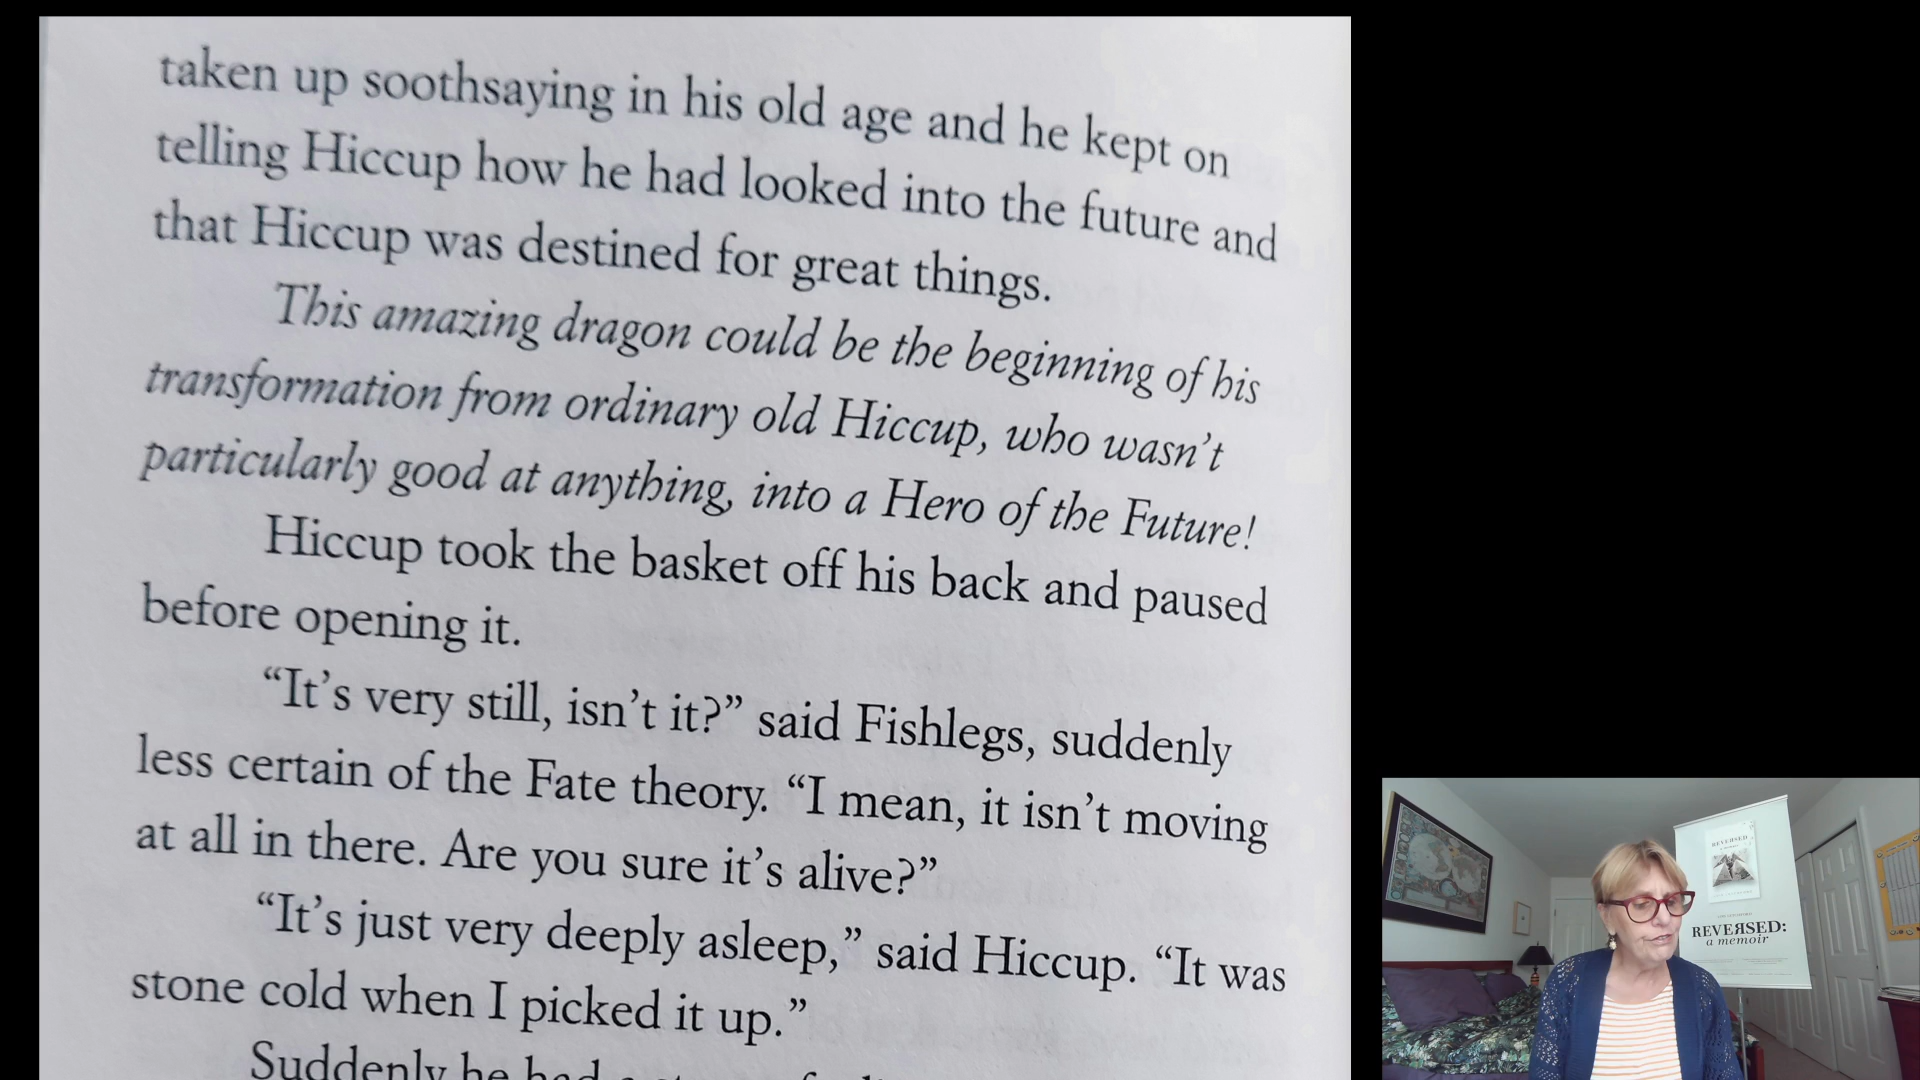 taken up soothsaying in his old age and he kept on
telling Hiccup how he had looked into the future and
that Hiccup was destined for great things.
This amazing dragon could be the beginning of his
transformation from ordinary old Hiccup, who wasn't
particularly good at anything, into a Hero of the Future!
Hiccup took the basket off his back and paused
before opening it.
“It's very still, isn't it?” said Fishlegs, suddenly
less certain of the Fate theory. “I mean, it isn't moving
at all in there. Are you sure it's alive?”
“It's just very deeply asleep,” said Hiccup. “It was
stone cold when I picked it up.”
Suddenly he had a
REVERSED
REVEЯSED:
a memoir